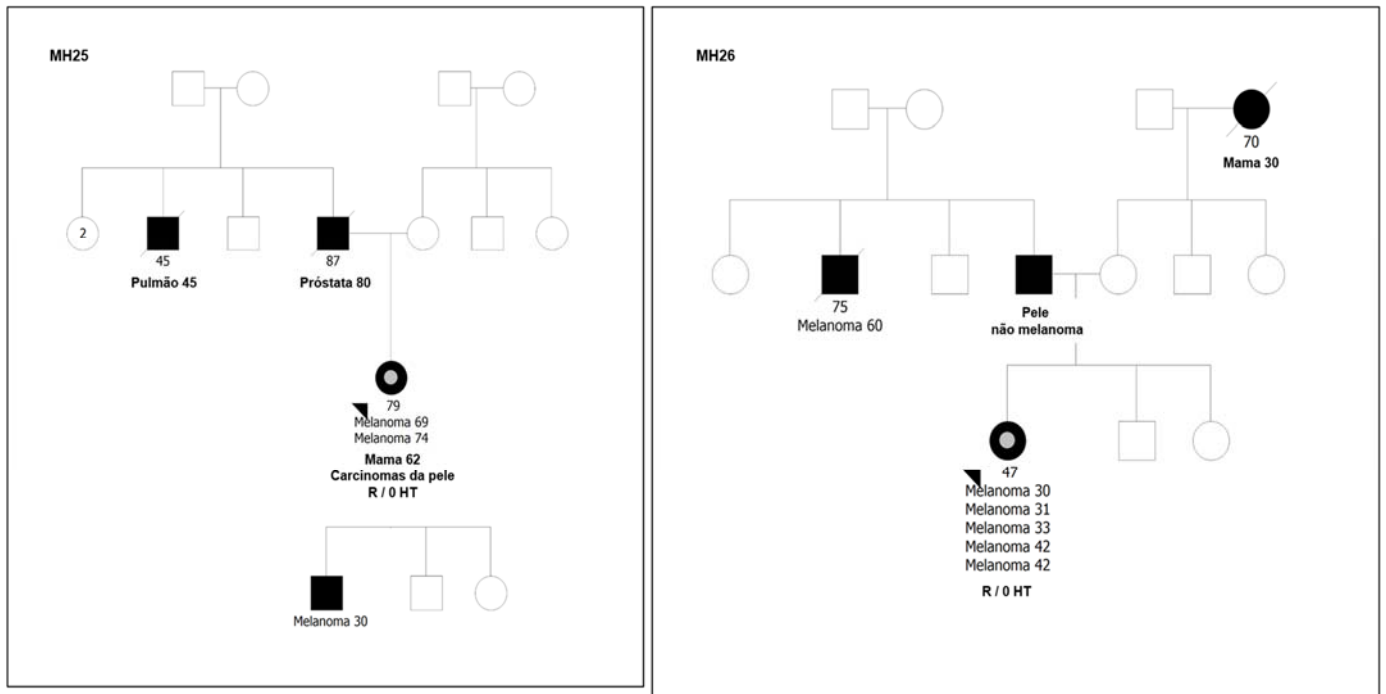 MH25
2
45
Pulmão 45
87
Próstata 80
79
Melanoma 69
Melanoma 74
Mama 62
Carcinomas da pele
R / 0 HT
Melanoma 30
MH26
70
Mama 30
75
Melanoma 60
Pele
não melanoma
47
Melanoma 30
Melanoma 31
Melanoma 33
Melanoma 42
Melanoma 42
R / 0 HT